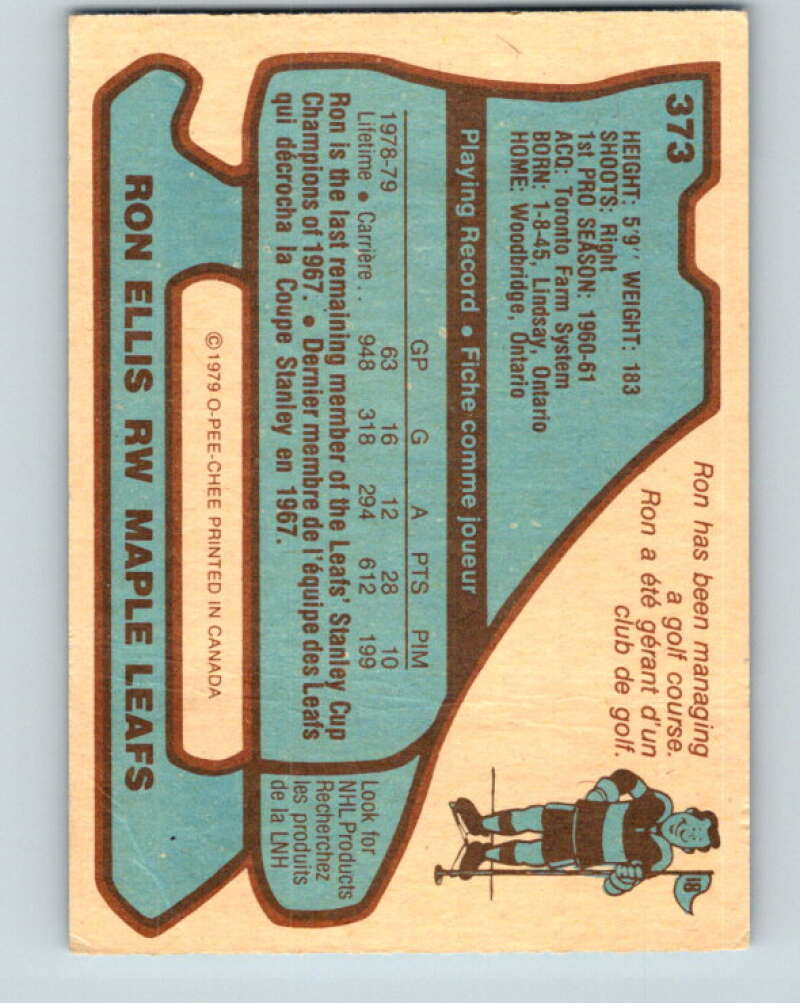 373
HEIGHT: 5'9'' WEIGHT: 183
SHOOTS: Right
1st PRO SEASON: 1960-61
ACQ: Toronto Farm System
BORN: 1-8-45, Lindsay, Ontario
HOME: Woodbridge, Ontario
Ron has been managing
a golf course.
Ron a été gérant d'un
club de golf.
18
Playing Record • Fiche comme joueur
GP G A PTS PIM
1978-79 63 16 12 28 10
Lifetime • Carrière . . 948 318 294 612 199
Ron is the last remaining member of the Leafs' Stanley Cup
Champions of 1967. • Dernier membre de l'équipe des Leafs
qui décrocha la Coupe Stanley en 1967.
Look for
NHL Products
Recherchez
les produits
de la LNH
©1979 O-PEE-CHEE PRINTED IN CANADA
RON ELLIS RW MAPLE LEAFS